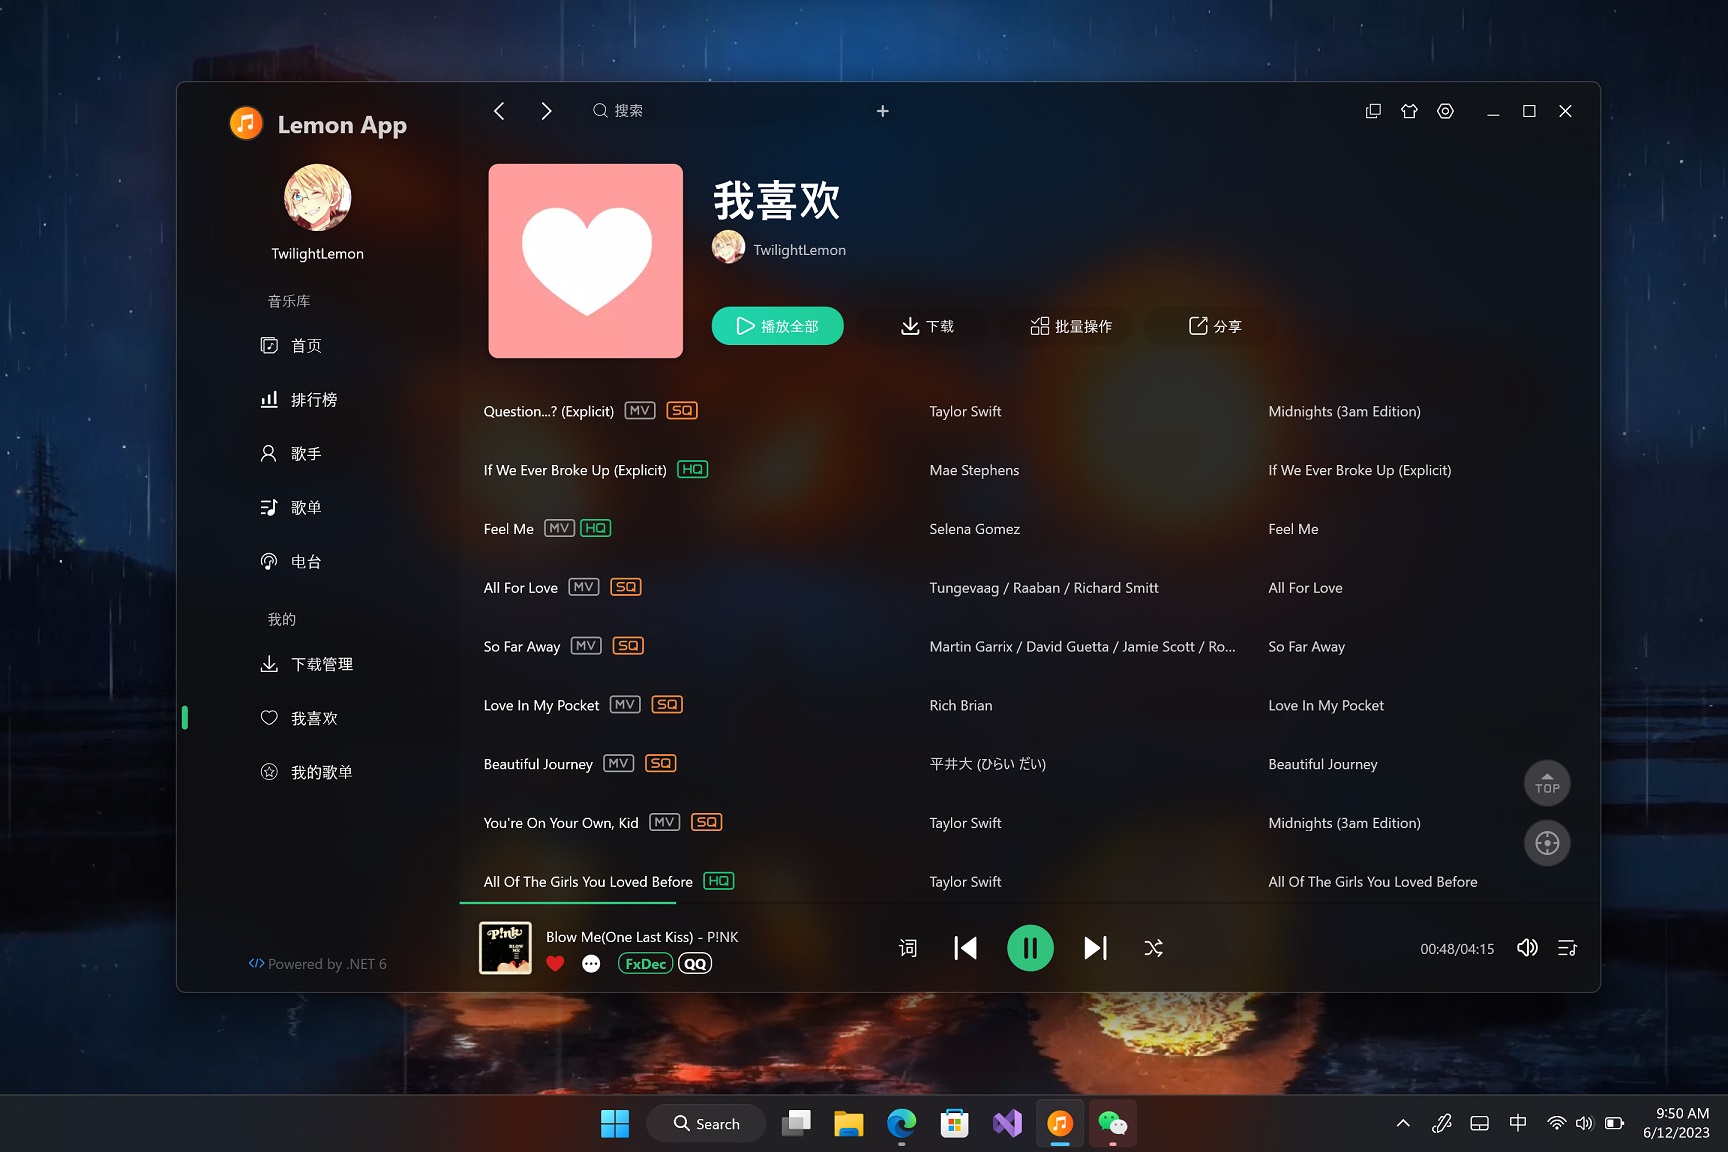 Lemon App
搜索
TwilightLemon
音乐库
首页
排行榜
歌手
歌单
电台
我的
下载管理
我喜欢
我的歌单
Powered by .NET 6
我喜欢
TwilightLemon
播放全部 下载 批量操作 分享
Question...? (Explicit) MV SQ Taylor Swift Midnights (3am Edition)
If We Ever Broke Up (Explicit) HQ Mae Stephens If We Ever Broke Up (Explicit)
Feel Me MV HQ Selena Gomez Feel Me
All For Love MV SQ Tungevaag / Raaban / Richard Smitt All For Love
So Far Away MV SQ Martin Garrix / David Guetta / Jamie Scott / Ro... So Far Away
Love In My Pocket MV SQ Rich Brian Love In My Pocket
Beautiful Journey MV SQ 平井大 (ひらい だい) Beautiful Journey
You're On Your Own, Kid MV SQ Taylor Swift Midnights (3am Edition)
All Of The Girls You Loved Before HQ Taylor Swift All Of The Girls You Loved Before
TOP
P!nk
BLOW
ME
Blow Me(One Last Kiss) - P!NK
FxDec QQ
词
00:48/04:15
Search
中
9:50 AM
6/12/2023